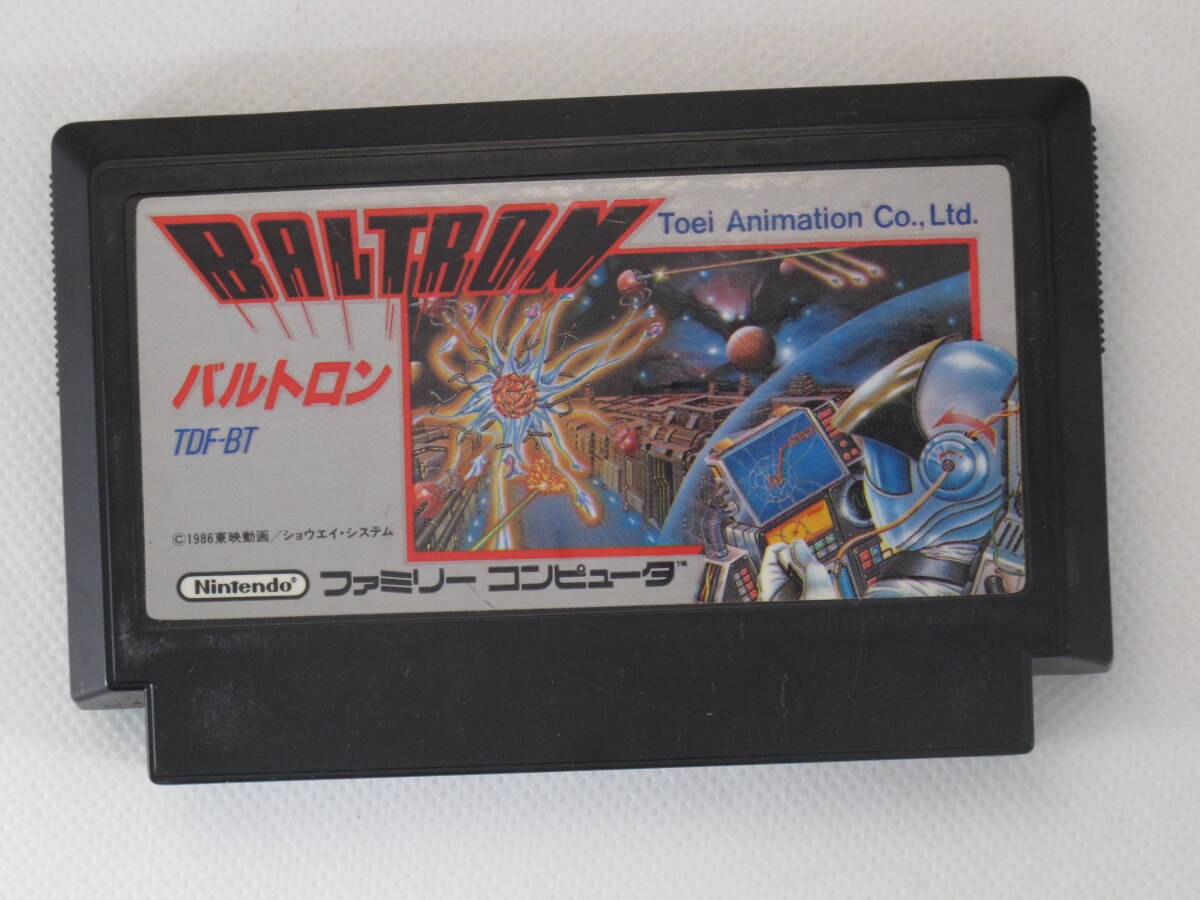 BALTRON
Toei Animation Co., Ltd.
バルトロン
TDF-BT
©1986東映動画/ショウエイ・システム
Nintendo® ファミリー コンピュータ™